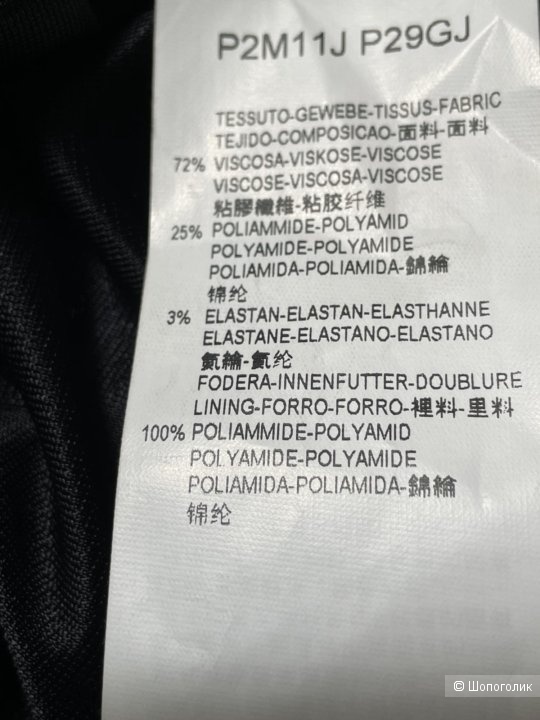 P2M11J P29GJ
TESSUTO-GEWEBE-TISSUS-FABRIC
TEJIDO-COMPOSICAO-面料-面料
72% VISCOSA-VISKOSE-VISCOSE
VISCOSE-VISCOSA-VISCOSE
粘膠纖維-粘胶纤维
25% POLIAMMIDE-POLYAMID
POLYAMIDE-POLYAMIDE
POLIAMIDA-POLIAMIDA-錦綸
锦纶
3% ELASTAN-ELASTAN-ELASTHANNE
ELASTANE-ELASTANO-ELASTANO
氨綸-氨纶
FODERA-INNENFUTTER-DOUBLURE
LINING-FORRO-FORRO-裡料-里料
100% POLIAMMIDE-POLYAMID
POLYAMIDE-POLYAMIDE
POLIAMIDA-POLIAMIDA-錦綸
锦纶
© Шопоголик